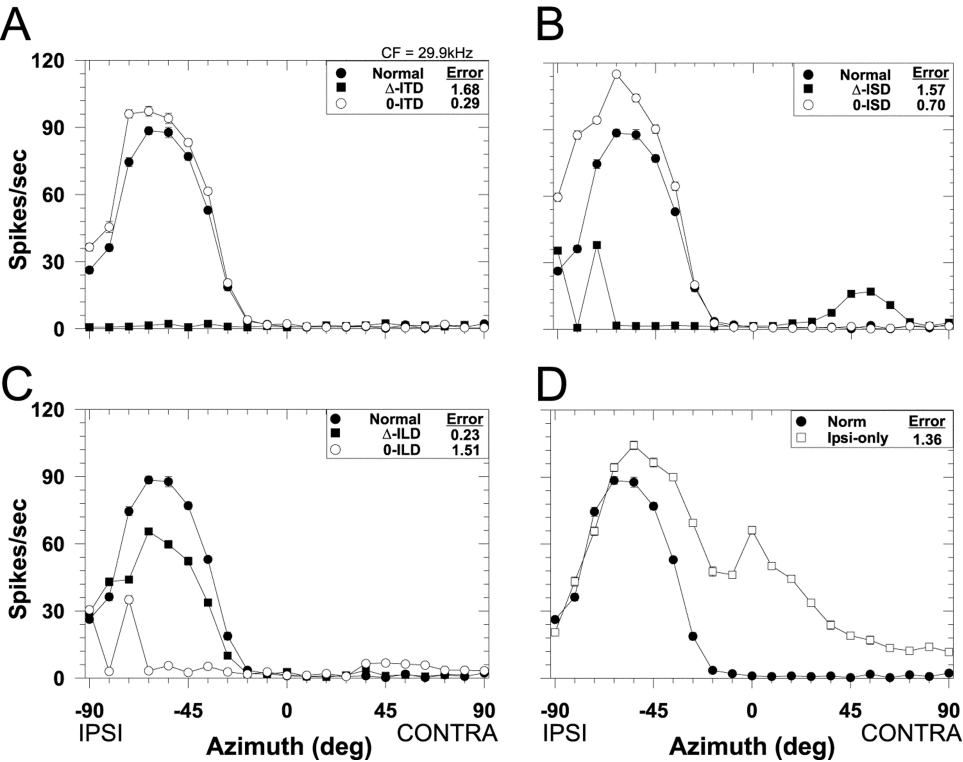 A
CF = 29.9kHz
Normal Error
Δ-ITD 1.68
0-ITD 0.29
120
90
60
30
0
Spikes/sec
B
Normal Error
Δ-ISD 1.57
0-ISD 0.70
C
Normal Error
Δ-ILD 0.23
0-ILD 1.51
120
90
60
30
0
Spikes/sec
-90 -45 0 45 90
IPSI Azimuth (deg) CONTRA
D
Norm Error
Ipsi-only 1.36
-90 -45 0 45 90
IPSI Azimuth (deg) CONTRA